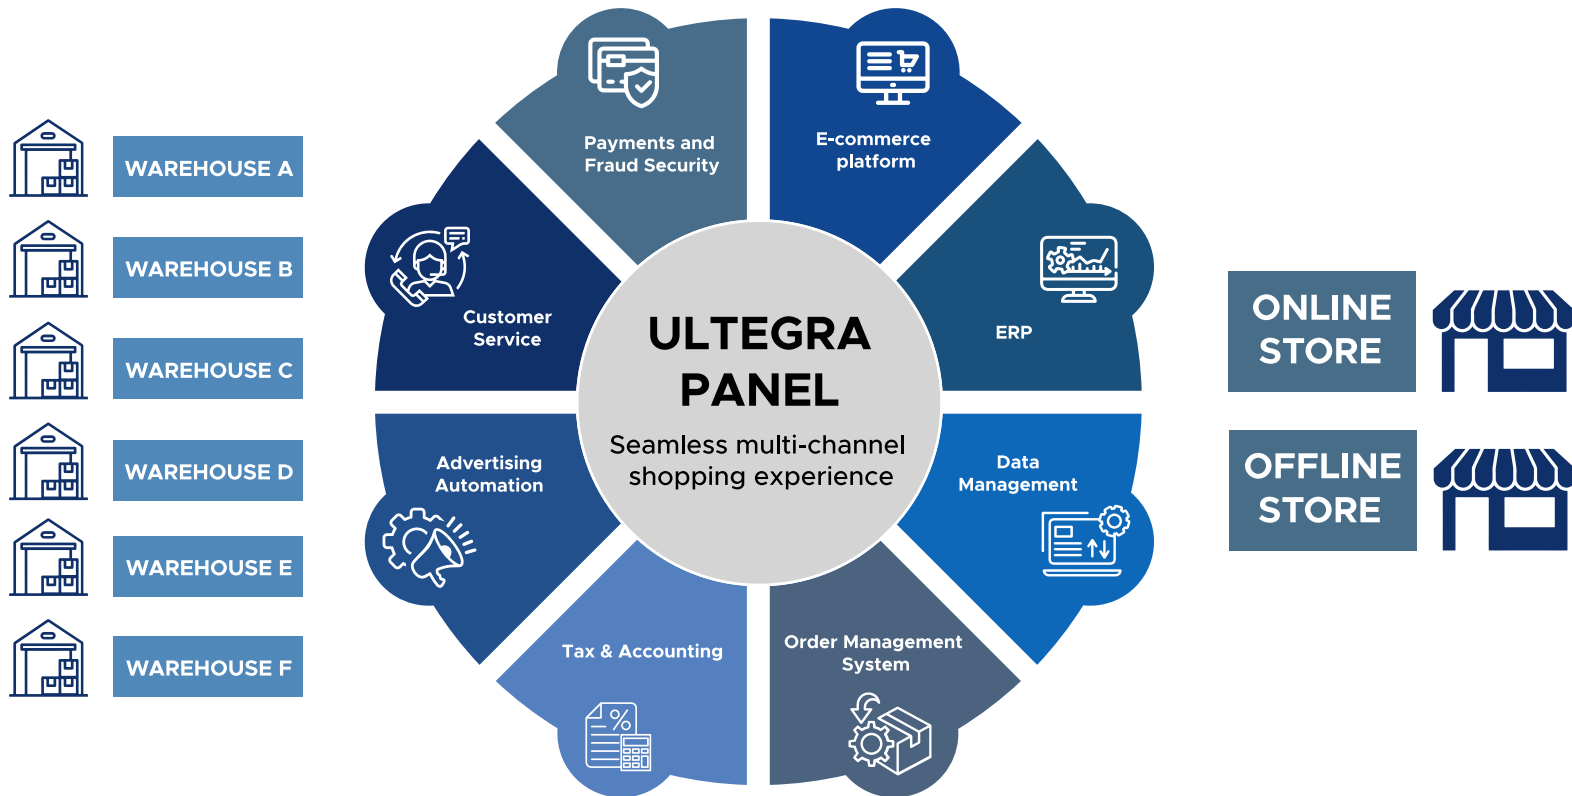 WAREHOUSE A
WAREHOUSE B
WAREHOUSE C
WAREHOUSE D
WAREHOUSE E
WAREHOUSE F
Payments and
Fraud Security
E-commerce
platform
Customer
Service
ERP
ULTEGRA
PANEL
Seamless multi-channel
shopping experience
Advertising
Automation
Data
Management
Tax & Accounting
Order Management
System
%
ONLINE
STORE
OFFLINE
STORE